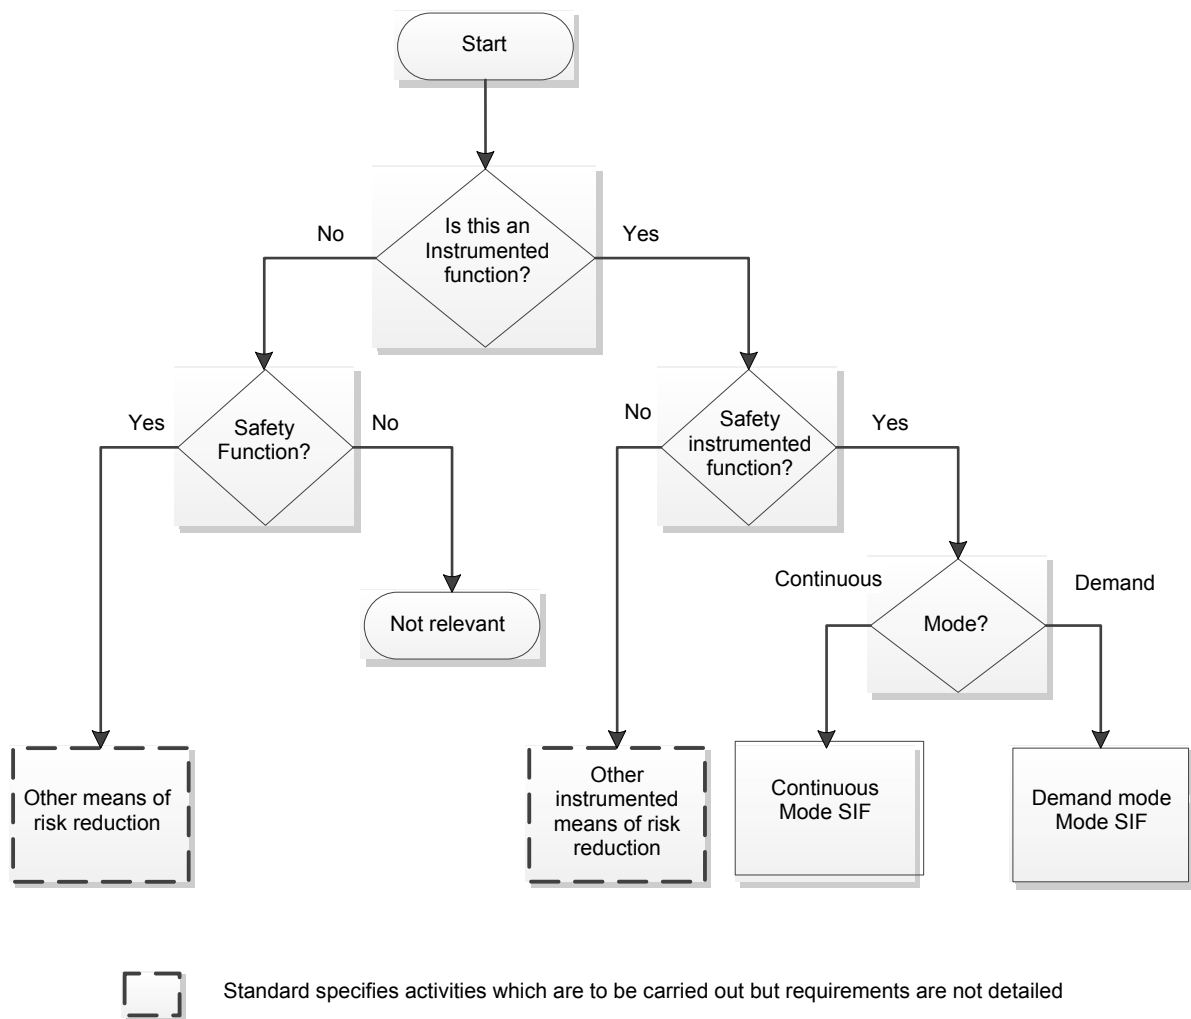 Start
Is this an
Instrumented
function?
No
Yes
Safety
Function?
Yes
No
Safety
instrumented
function?
No
Yes
Not relevant
Mode?
Continuous
Demand
Other means of
risk reduction
Other
instrumented
means of risk
reduction
Continuous
Mode SIF
Demand mode
Mode SIF
Standard specifies activities which are to be carried out but requirements are not detailed